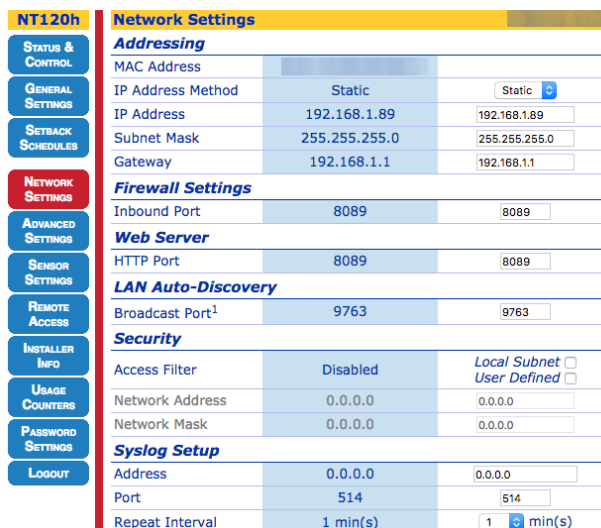 NT120h
Network Settings
Status & Control
General Settings
Setback Schedules
Network Settings
Advanced Settings
Sensor Settings
Remote Access
Installer Info
Usage Counters
Password Settings
Logout
Addressing
MAC Address
IP Address Method Static Static
IP Address 192.168.1.89 192.168.1.89
Subnet Mask 255.255.255.0 255.255.255.0
Gateway 192.168.1.1 192.168.1.1
Firewall Settings
Inbound Port 8089 8089
Web Server
HTTP Port 8089 8089
LAN Auto-Discovery
Broadcast Port¹ 9763 9763
Security
Access Filter Disabled Local Subnet
User Defined
Network Address 0.0.0.0 0.0.0.0
Network Mask 0.0.0.0 0.0.0.0
Syslog Setup
Address 0.0.0.0 0.0.0.0
Port 514 514
Repeat Interval 1 min(s) 1 min(s)